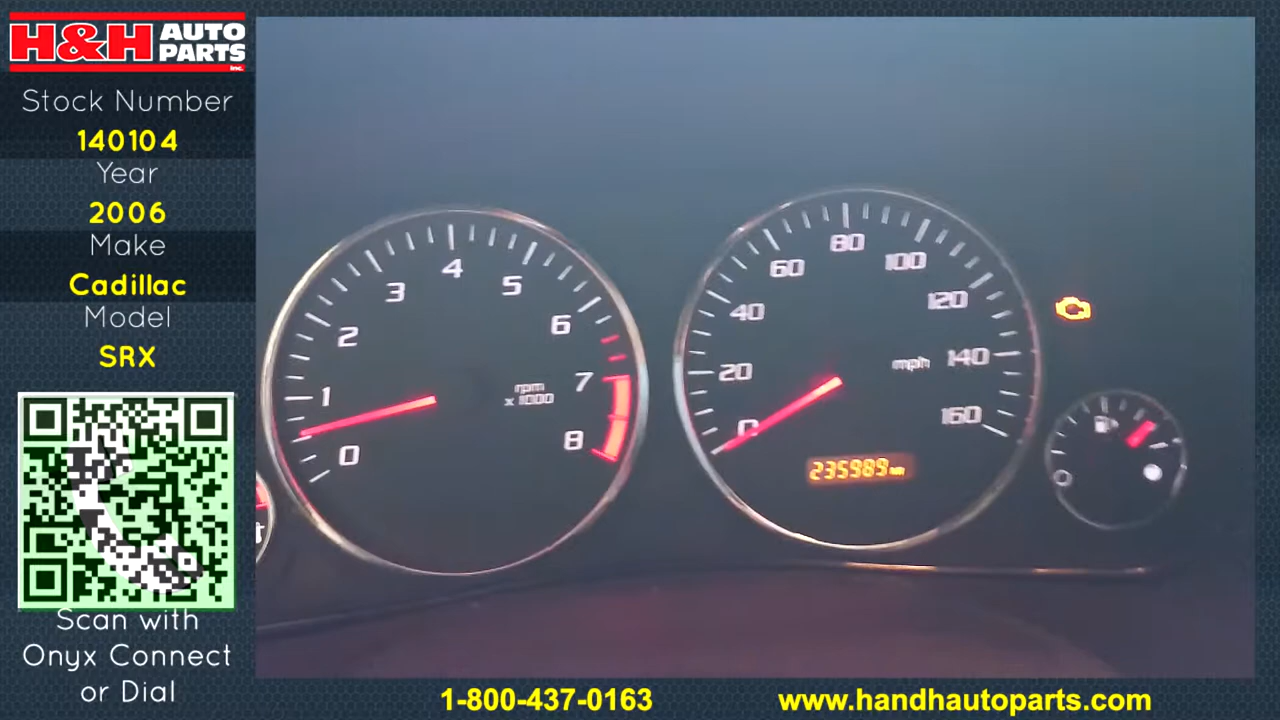 H&H AUTO PARTS inc.
Stock Number
140104
Year
2006
Make
Cadillac
Model
SRX
Scan with
Onyx Connect
or Dial
0 1 2 3 4 5 6 7 8
rpm
x 1000
0 20 40 60 80 100 120 140 160
mph
235989
0
1-800-437-0163
www.handhautoparts.com